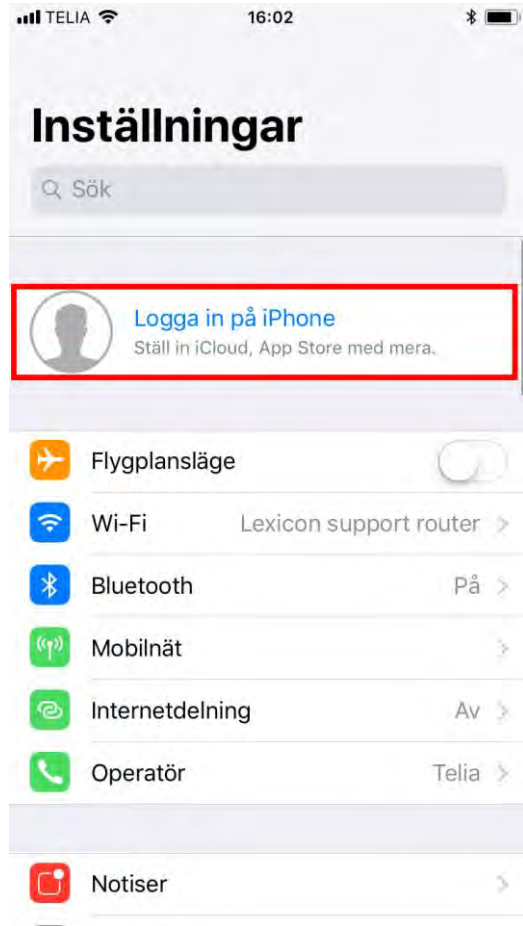 TELIA 16:02
Inställningar
Sök
Logga in på iPhone
Ställ in iCloud, App Store med mera.
Flygplansläge
Wi-Fi Lexicon support router
Bluetooth På
Mobilnät
Internetdelning Av
Operatör Telia
Notiser